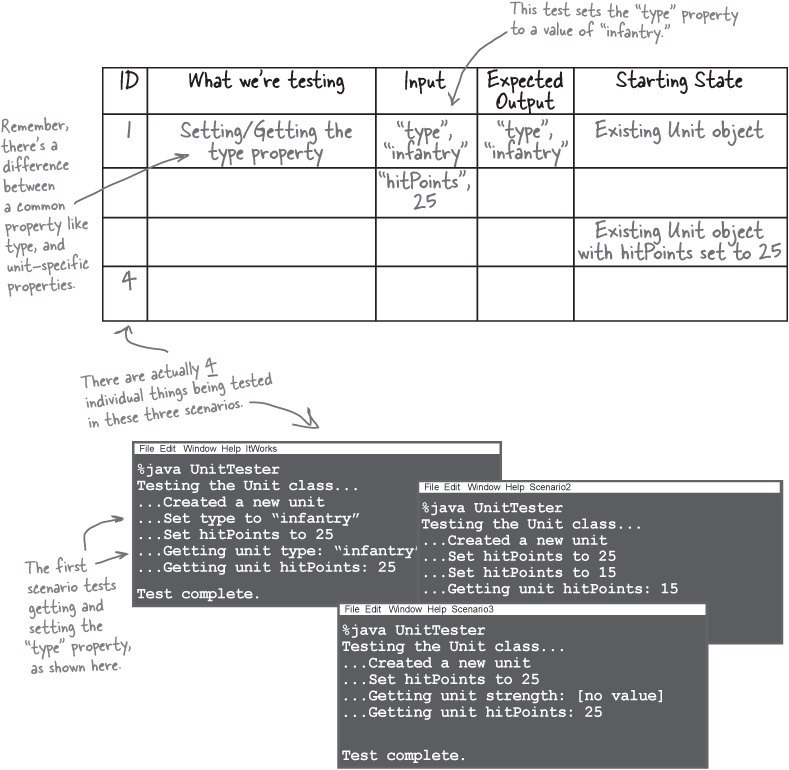 This test sets the “type” property
to a value of “infantry.”
ID What we're testing Input Expected Output Starting State
Remember,
there's a
difference
between
a common
property like
type, and
unit-specific
properties.
1 Setting/Getting the type property “type”, “infantry” “type”, “infantry” Existing Unit object
“hitPoints”, 25
Existing Unit object
with hitPoints set to 25
4
There are actually 4
individual things being tested
in these three scenarios.
File Edit Window Help ItWorks
%java UnitTester
Testing the Unit class...
...Created a new unit
...Set type to “infantry”
...Set hitPoints to 25
...Getting unit type: “infantry”
...Getting unit hitPoints: 25
Test complete.
The first
scenario tests
getting and
setting the
“type” property,
as shown here.
File Edit Window Help Scenario2
%java UnitTester
Testing the Unit class...
...Created a new unit
...Set hitPoints to 25
...Set hitPoints to 15
...Getting unit hitPoints: 15
File Edit Window Help Scenario3
%java UnitTester
Testing the Unit class...
...Created a new unit
...Set hitPoints to 25
...Getting unit strength: [no value]
...Getting unit hitPoints: 25
Test complete.